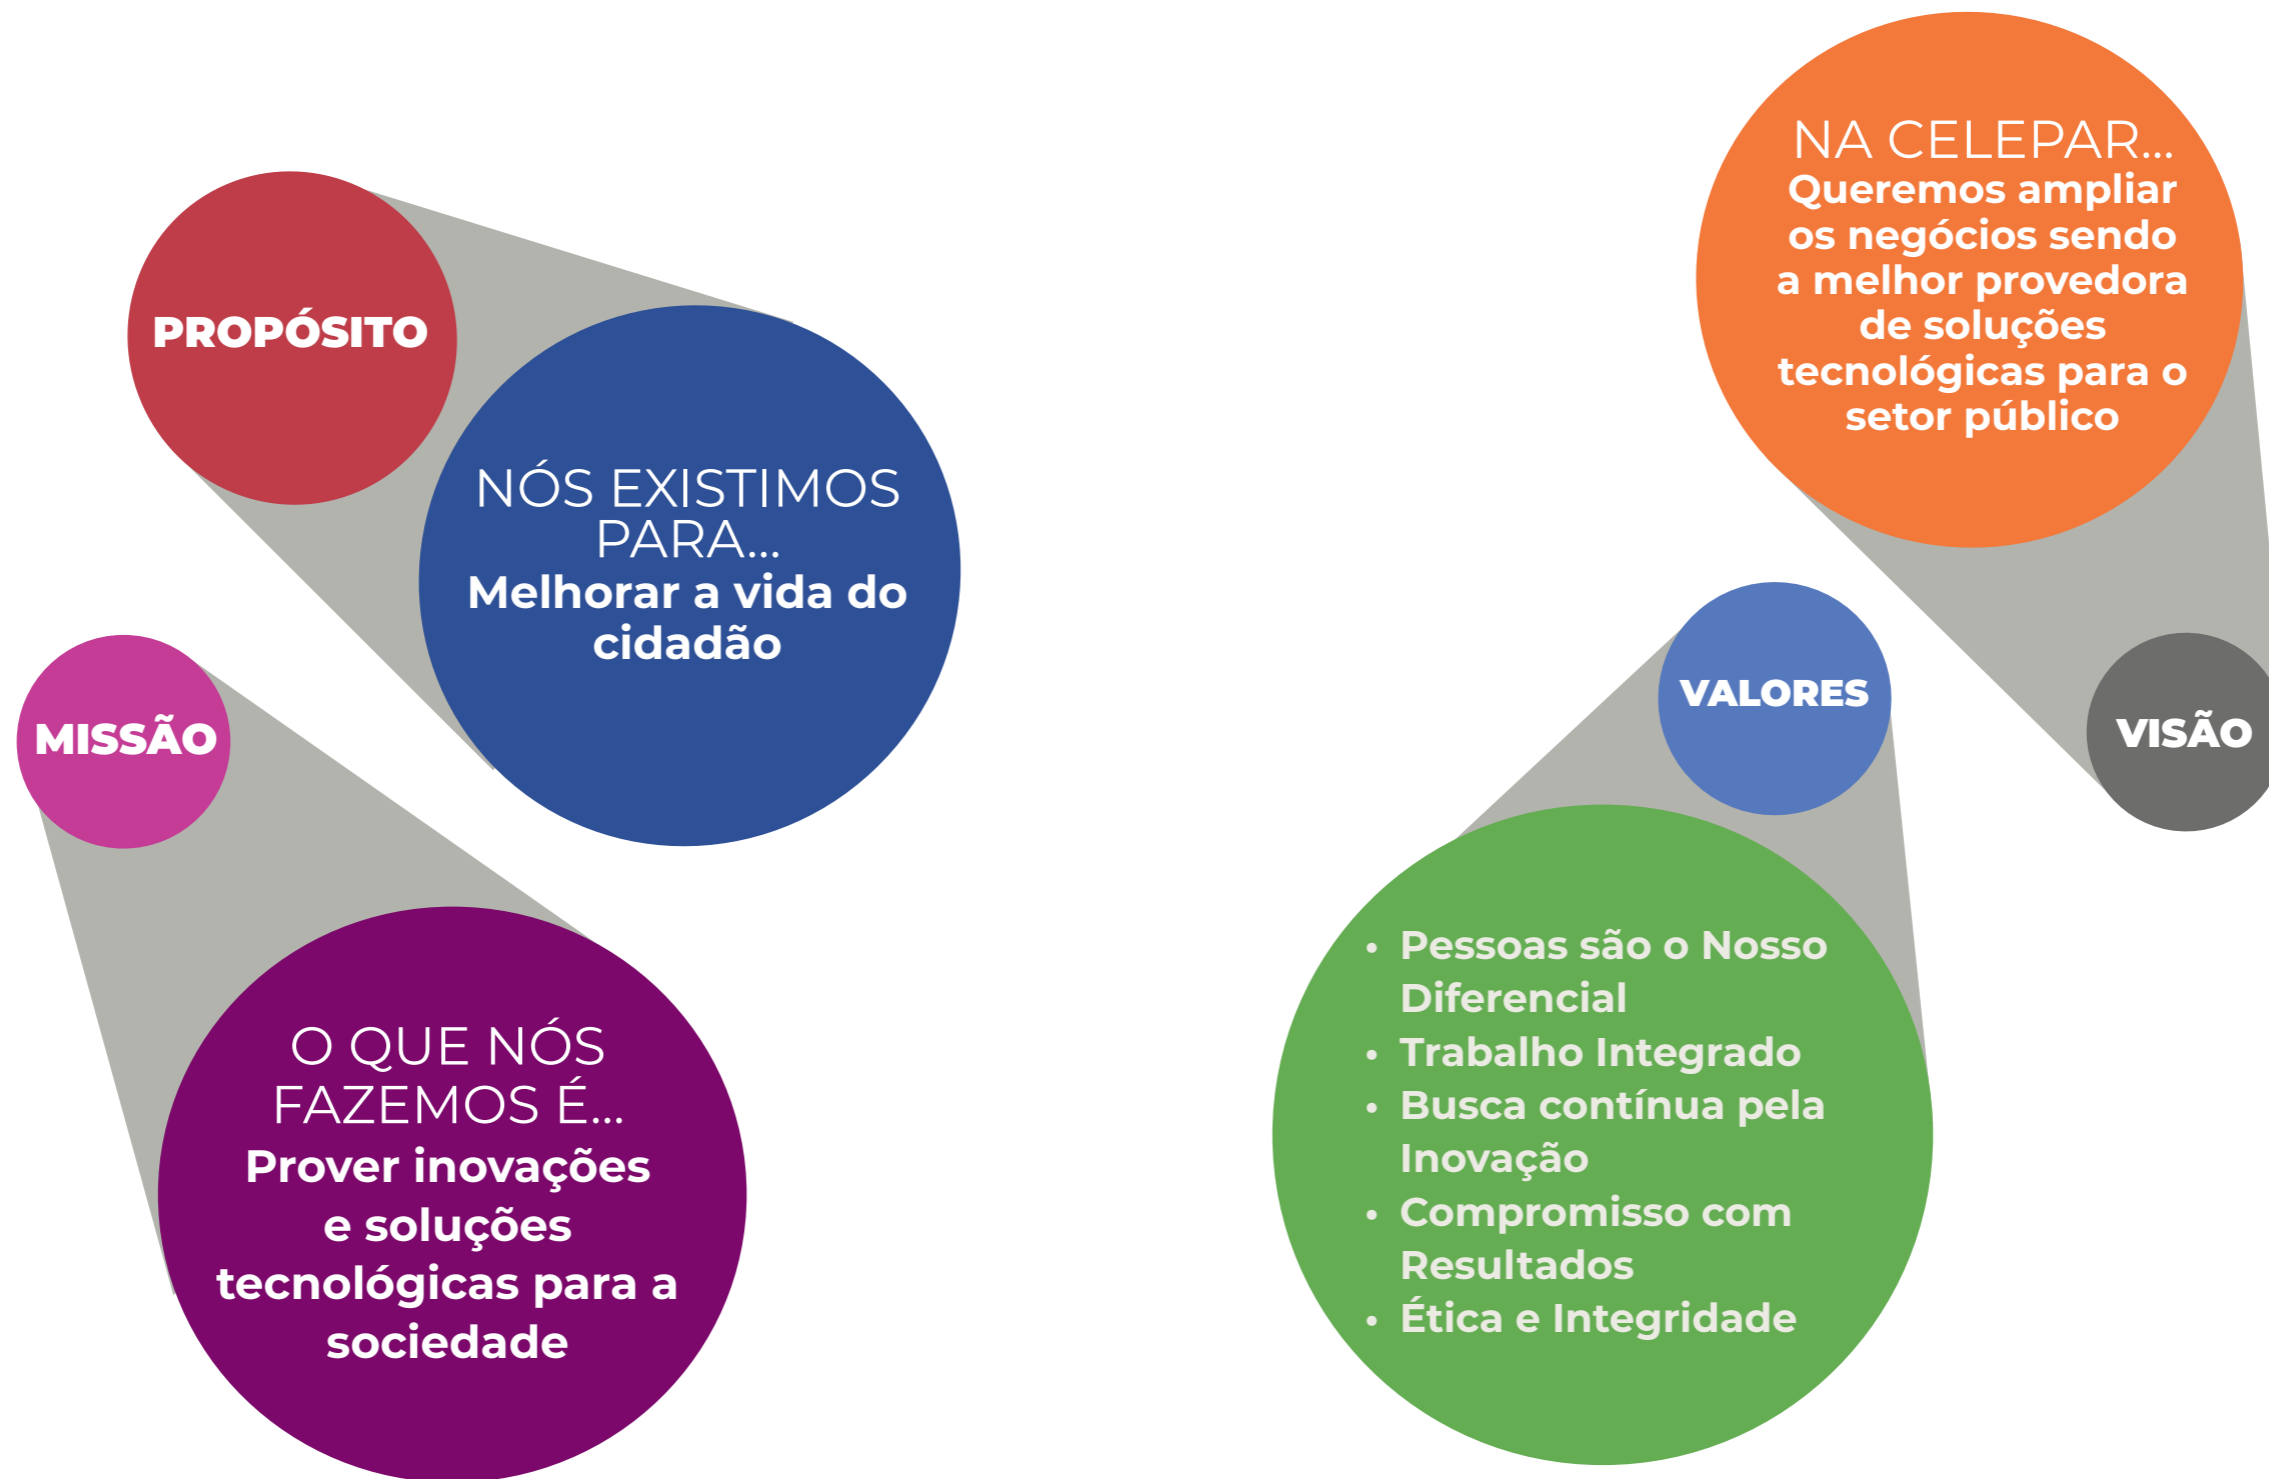 PROPÓSITO
NÓS EXISTIMOS
PARA...
Melhorar a vida do
cidadão
MISSÃO
O QUE NÓS
FAZEMOS É...
Prover inovações
e soluções
tecnológicas para a
sociedade
NA CELEPAR...
Queremos ampliar
os negócios sendo
a melhor provedora
de soluções
tecnológicas para o
setor público
VISÃO
VALORES
• Pessoas são o Nosso
Diferencial
• Trabalho Integrado
• Busca contínua pela
Inovação
• Compromisso com
Resultados
• Ética e Integridade